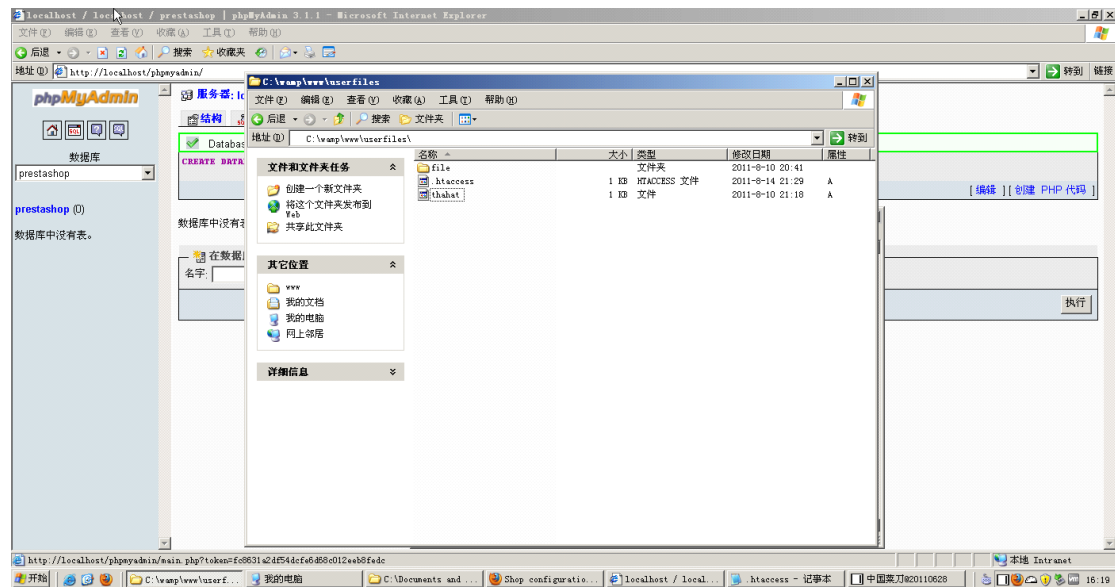 localhost / localhost / prestashop | phpMyAdmin 3.1.1 - Microsoft Internet Explorer
文件(F) 编辑(E) 查看(V) 收藏(A) 工具(T) 帮助(H)
后退 搜索 收藏夹
地址(D) http://localhost/phpmyadmin/ 转到 链接
phpMyAdmin
数据库
prestashop
prestashop (0)
数据库中没有表。
服务器: lo
结构
Databas
CREATE DATA
[ 编辑 ] [ 创建 PHP 代码 ]
数据库中没有
在数据
名字:
执行
C:\wamp\www\userfiles
文件(F) 编辑(E) 查看(V) 收藏(A) 工具(T) 帮助(H)
后退 搜索 文件夹
地址(D) C:\wamp\www\userfiles\ 转到
文件和文件夹任务
创建一个新文件夹
将这个文件夹发布到
Web
共享此文件夹
其它位置
www
我的文档
我的电脑
网上邻居
详细信息
名称 大小 类型 修改日期 属性
file 文件夹 2011-8-10 20:41
.htaccess 1 KB HTACCESS 文件 2011-8-14 21:29 A
thahat 1 KB 文件 2011-8-10 21:18 A
http://localhost/phpmyadmin/main.php?token=fc8631a2df54dcfe6d68c012eeb8fedc 本地 Intranet
开始 C:\wamp\www\userf... 我的电脑 C:\Documents and ... Shop configuratio... localhost / local... .htaccess - 记事本 中国菜刀@20110628 16:19